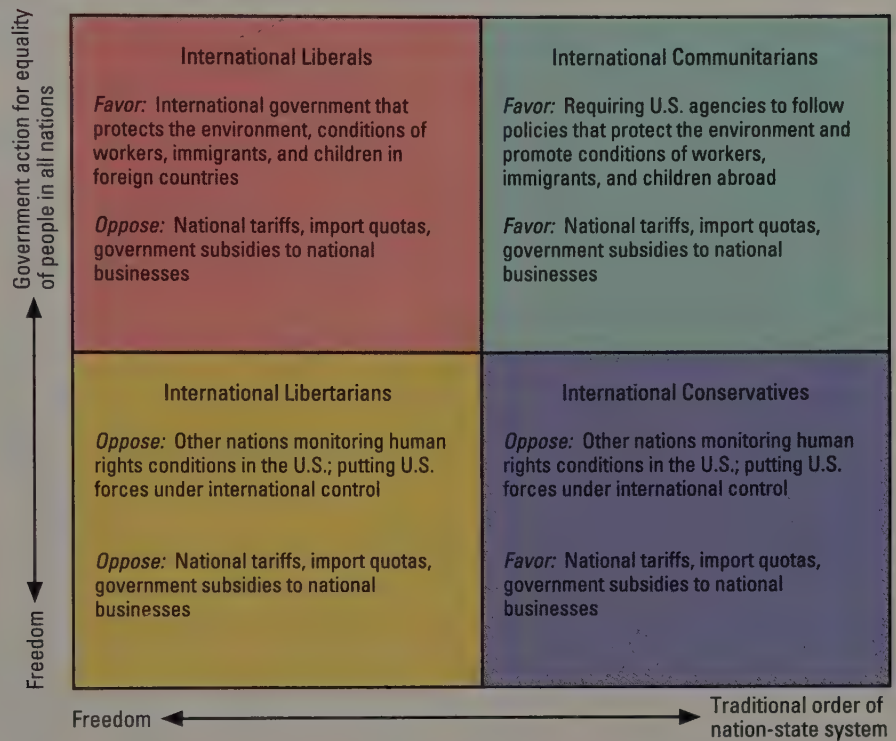 Government action for equality
of people in all nations
Freedom
International Liberals
Favor: International government that
protects the environment, conditions of
workers, immigrants, and children in
foreign countries
Oppose: National tariffs, import quotas,
government subsidies to national
businesses
International Communitarians
Favor: Requiring U.S. agencies to follow
policies that protect the environment and
promote conditions of workers,
immigrants, and children abroad
Favor: National tariffs, import quotas,
government subsidies to national
businesses
International Libertarians
Oppose: Other nations monitoring human
rights conditions in the U.S.; putting U.S.
forces under international control
Oppose: National tariffs, import quotas,
government subsidies to national
businesses
International Conservatives
Oppose: Other nations monitoring human
rights conditions in the U.S.; putting U.S.
forces under international control
Favor: National tariffs, import quotas,
government subsidies to national
businesses
Freedom
Traditional order of
nation-state system